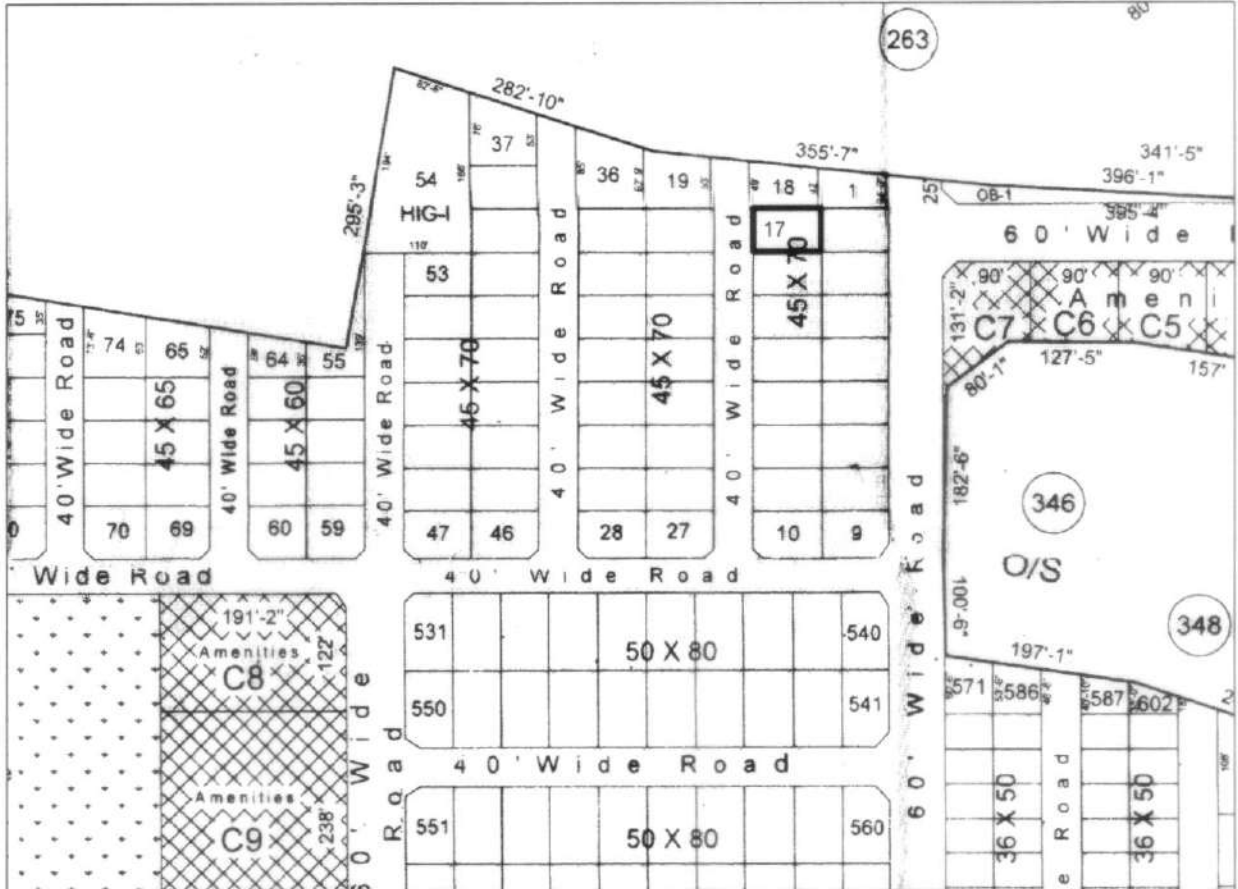 80'
263
282'-10"
355'-7"
341'-5"
396'-1"
37
54
HIG-I
110'
295'-3"
36
19
18
1
25'
OB-1
60' Wide
17
53
75
74
65
64
55
40' Wide Road
45 X 65
40' Wide Road
45 X 60
40' Wide Road
45 X 70
40' Wide Road
45 X 70
40' Wide Road
45 X 70
90'
90'
90'
Ameni
131'-2"
C7
C6
C5
80'-1"
127'-5"
157'
182'-6"
346
O/S
100'-6"
348
197'-1"
70
69
60
59
47
46
28
27
10
9
Wide Road
40' Wide Road
60' Wide Road
191'-2"
Amenities
122'
C8
531
50 X 80
540
550
541
571
586
587
602
40' Wide Road
Amenities
C9
238'
Wide
Road
551
50 X 80
560
36 X 50
Road
36 X 50